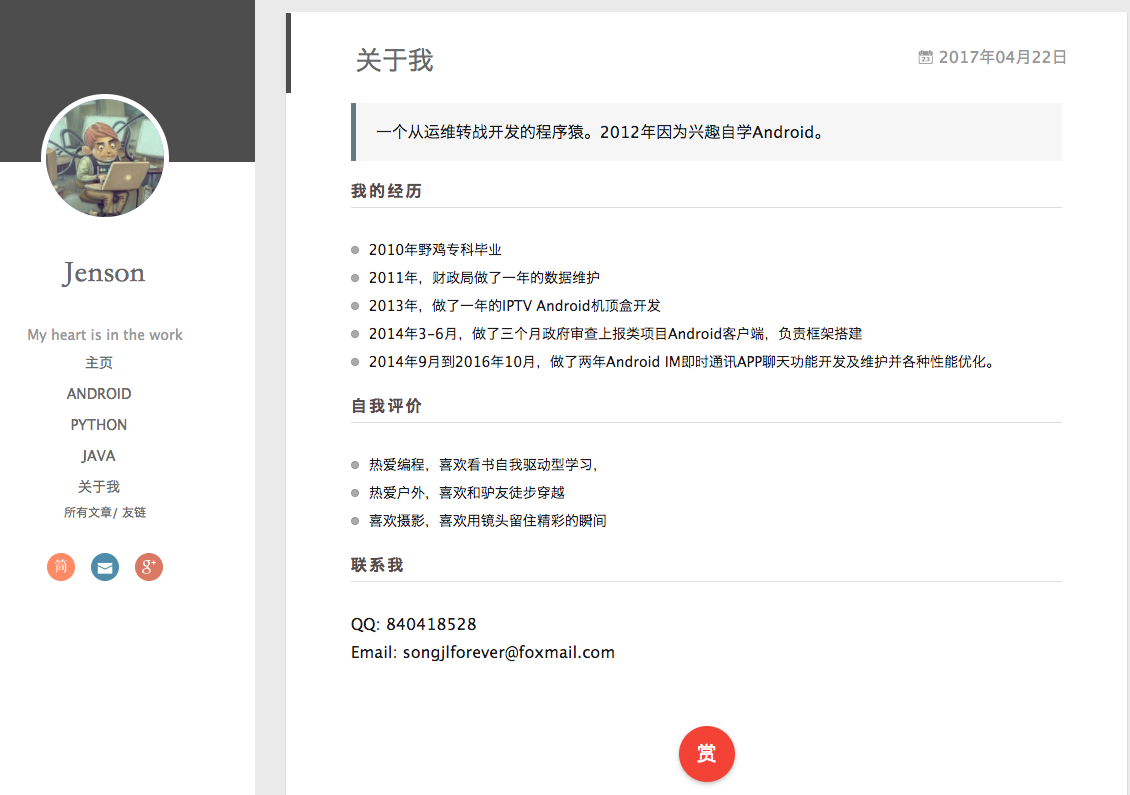 Jenson
My heart is in the work
主页
ANDROID
PYTHON
JAVA
关于我
所有文章/ 友链
简
g+
关于我
23
2017年04月22日
一个从运维转战开发的程序猿。2012年因为兴趣自学Android。
我的经历
2010年野鸡专科毕业
2011年，财政局做了一年的数据维护
2013年，做了一年的IPTV Android机顶盒开发
2014年3-6月，做了三个月政府审查上报类项目Android客户端，负责框架搭建
2014年9月到2016年10月，做了两年Android IM即时通讯APP聊天功能开发及维护并各种性能优化。
自我评价
热爱编程，喜欢看书自我驱动型学习，
热爱户外，喜欢和驴友徒步穿越
喜欢摄影，喜欢用镜头留住精彩的瞬间
联系我
QQ: 840418528
Email: songjlforever@foxmail.com
赏